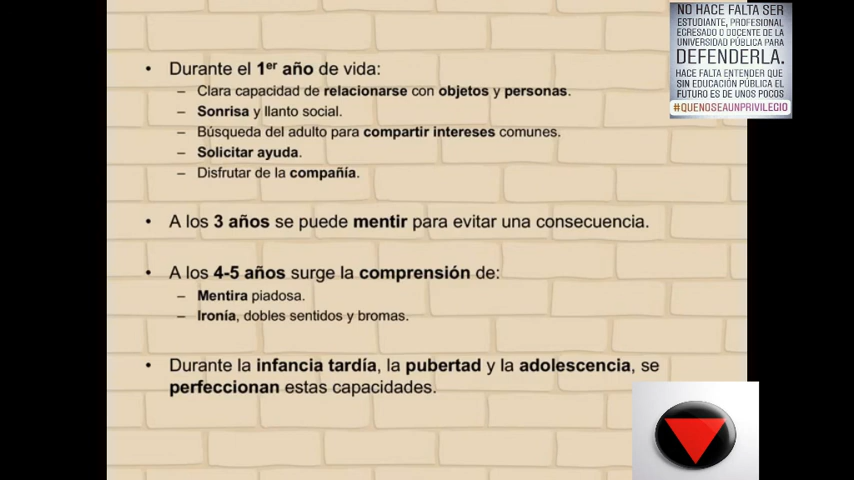 • Durante el 1er año de vida:
– Clara capacidad de relacionarse con objetos y personas.
– Sonrisa y llanto social.
– Búsqueda del adulto para compartir intereses comunes.
– Solicitar ayuda.
– Disfrutar de la compañía.
• A los 3 años se puede mentir para evitar una consecuencia.
• A los 4-5 años surge la comprensión de:
– Mentira piadosa.
– Ironía, dobles sentidos y bromas.
• Durante la infancia tardía, la pubertad y la adolescencia, se
perfeccionan estas capacidades.
NO HACE FALTA SER
ESTUDIANTE, PROFESIONAL
EGRESADO O DOCENTE DE LA
UNIVERSIDAD PÚBLICA PARA
DEFENDERLA.
HACE FALTA ENTENDER QUE
SIN EDUCACIÓN PÚBLICA EL
FUTURO ES DE UNOS POCOS
#QUENOSEAUNPRIVILEGIO